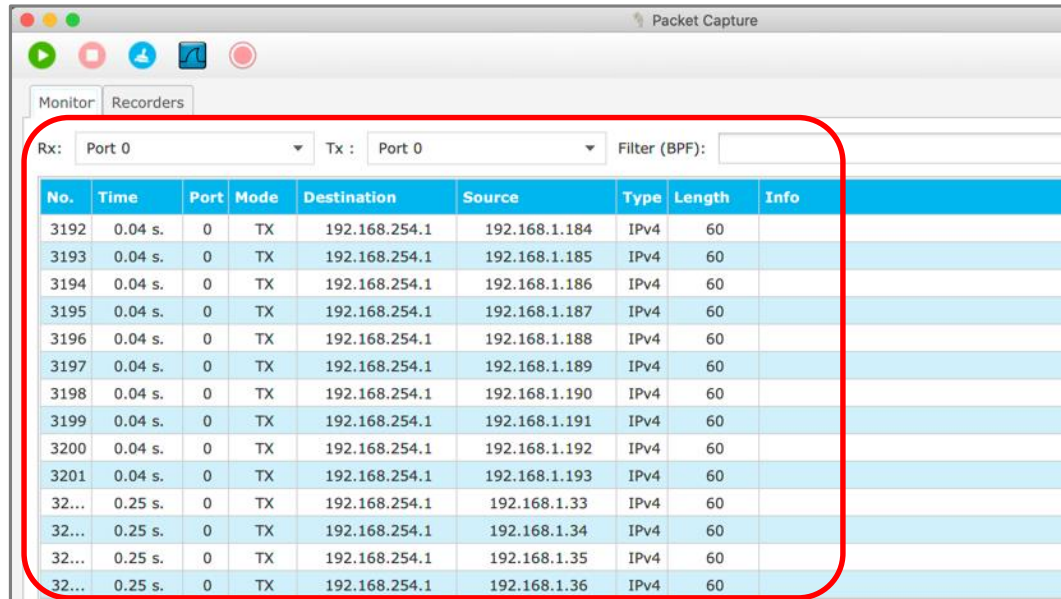 Packet Capture
Monitor Recorders
Rx: Port 0 Tx : Port 0 Filter (BPF):
No. Time Port Mode Destination Source Type Length Info
3192 0.04 s. 0 TX 192.168.254.1 192.168.1.184 IPv4 60
3193 0.04 s. 0 TX 192.168.254.1 192.168.1.185 IPv4 60
3194 0.04 s. 0 TX 192.168.254.1 192.168.1.186 IPv4 60
3195 0.04 s. 0 TX 192.168.254.1 192.168.1.187 IPv4 60
3196 0.04 s. 0 TX 192.168.254.1 192.168.1.188 IPv4 60
3197 0.04 s. 0 TX 192.168.254.1 192.168.1.189 IPv4 60
3198 0.04 s. 0 TX 192.168.254.1 192.168.1.190 IPv4 60
3199 0.04 s. 0 TX 192.168.254.1 192.168.1.191 IPv4 60
3200 0.04 s. 0 TX 192.168.254.1 192.168.1.192 IPv4 60
3201 0.04 s. 0 TX 192.168.254.1 192.168.1.193 IPv4 60
32... 0.25 s. 0 TX 192.168.254.1 192.168.1.33 IPv4 60
32... 0.25 s. 0 TX 192.168.254.1 192.168.1.34 IPv4 60
32... 0.25 s. 0 TX 192.168.254.1 192.168.1.35 IPv4 60
32... 0.25 s. 0 TX 192.168.254.1 192.168.1.36 IPv4 60